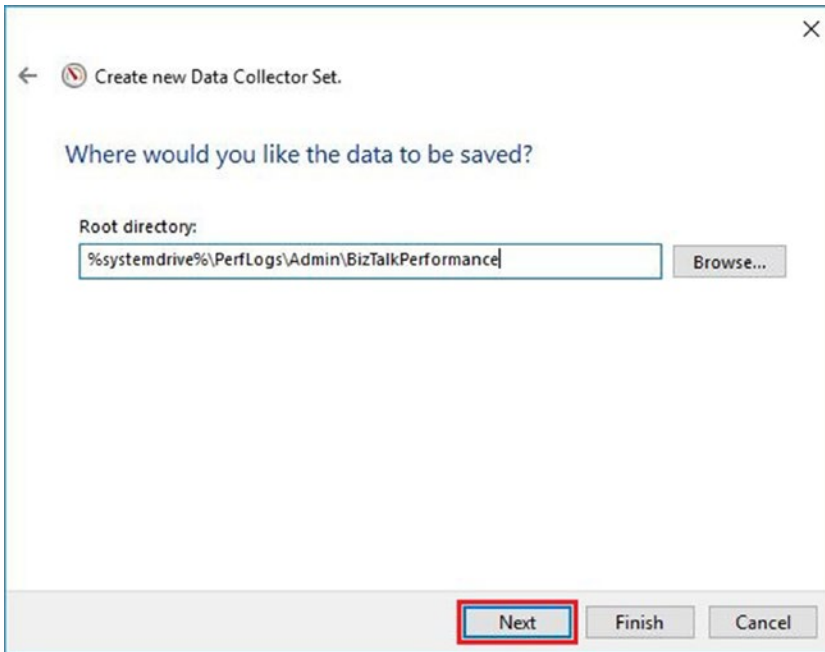 Create new Data Collector Set.
Where would you like the data to be saved?
Root directory:
%systemdrive%\PerfLogs\Admin\BizTalkPerformance
Browse...
Next
Finish
Cancel